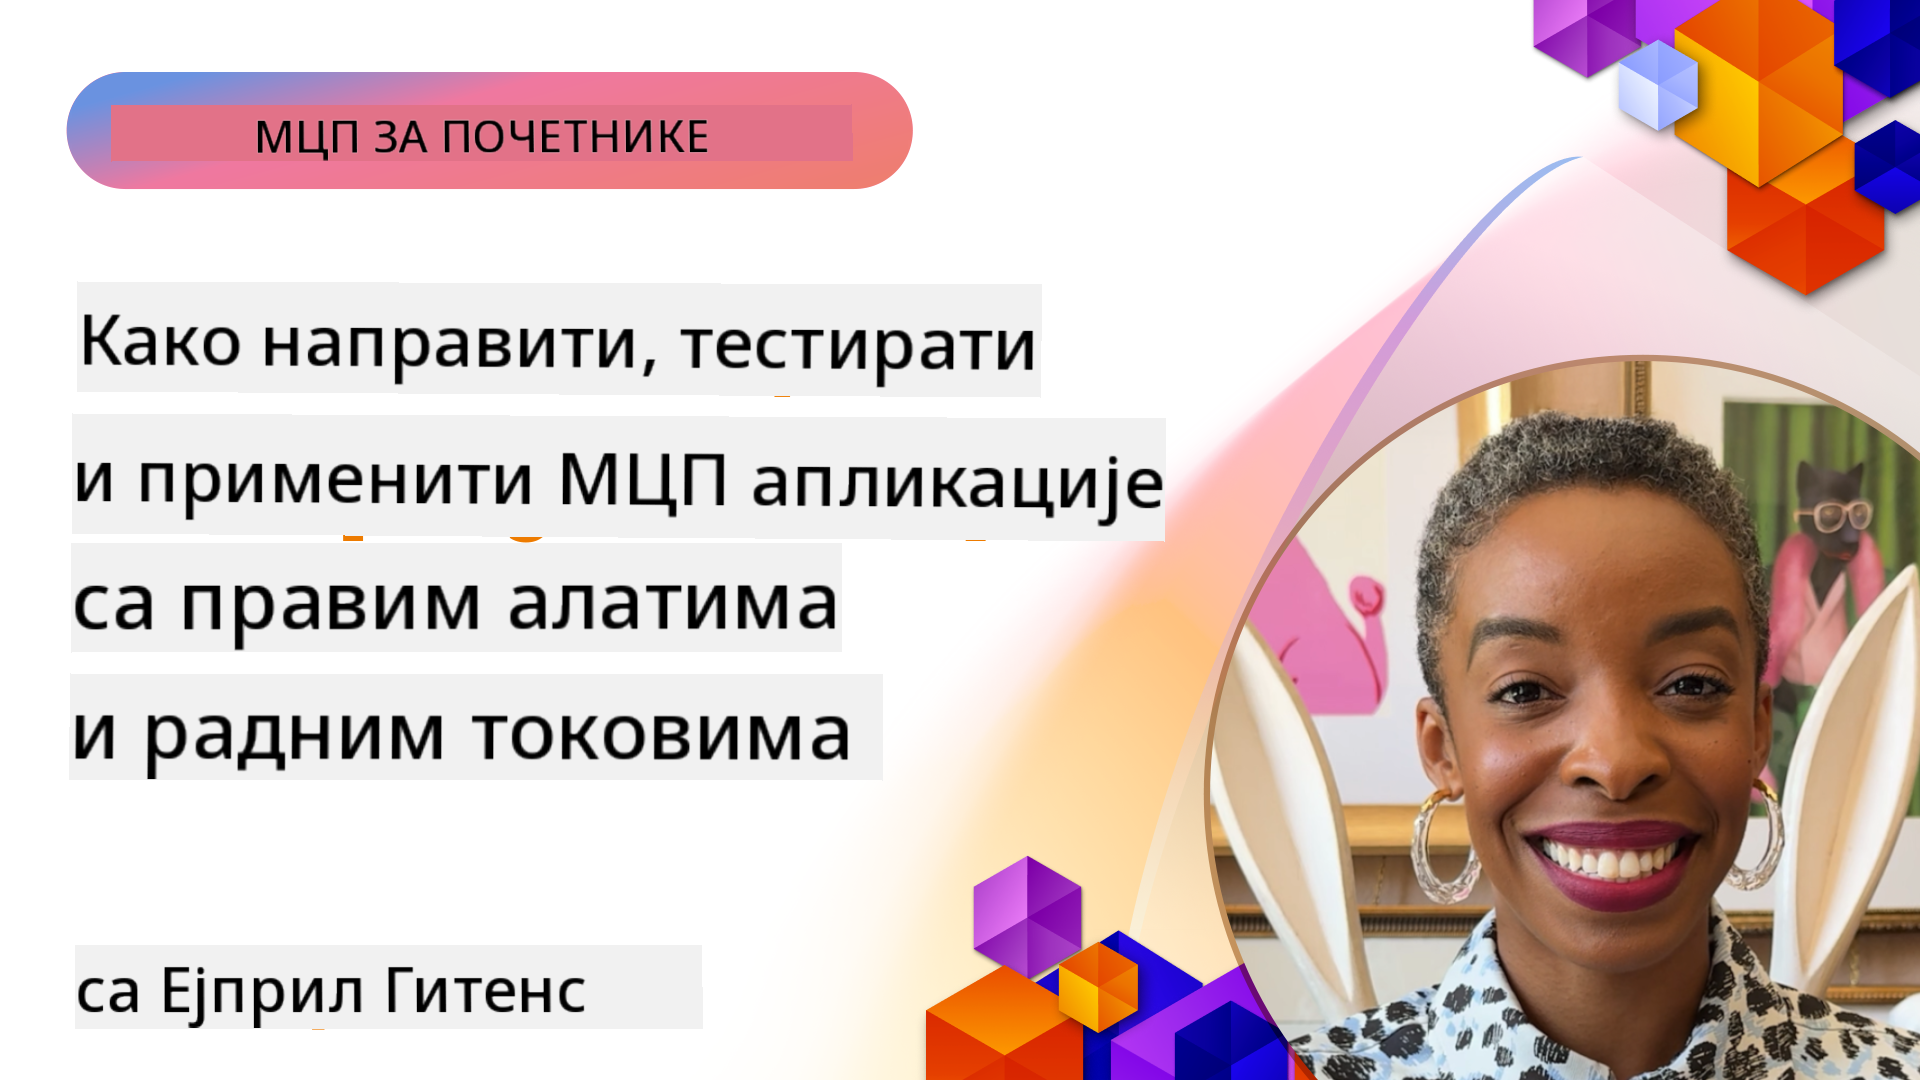 МЦП ЗА ПОЧЕТНИКЕ
Како направити, тестирати
и применити МЦП апликације
са правим алатима
и радним токовима
са Ејприл Гитенс